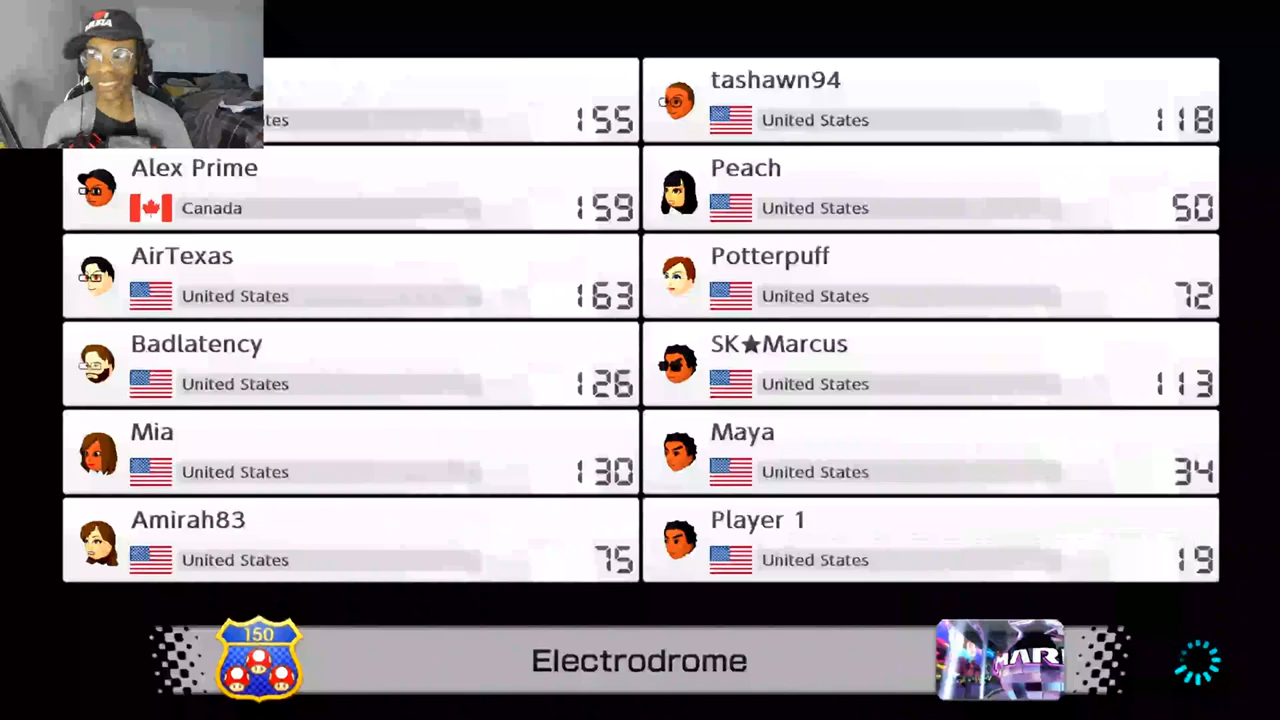 tes
155
Alex Prime
Canada
159
AirTexas
United States
163
Badlatency
United States
126
Mia
United States
130
Amirah83
United States
75
tashawn94
United States
118
Peach
United States
50
Potterpuff
United States
72
SK★Marcus
United States
113
Maya
United States
34
Player 1
United States
19
150
Electrodrome
MARI